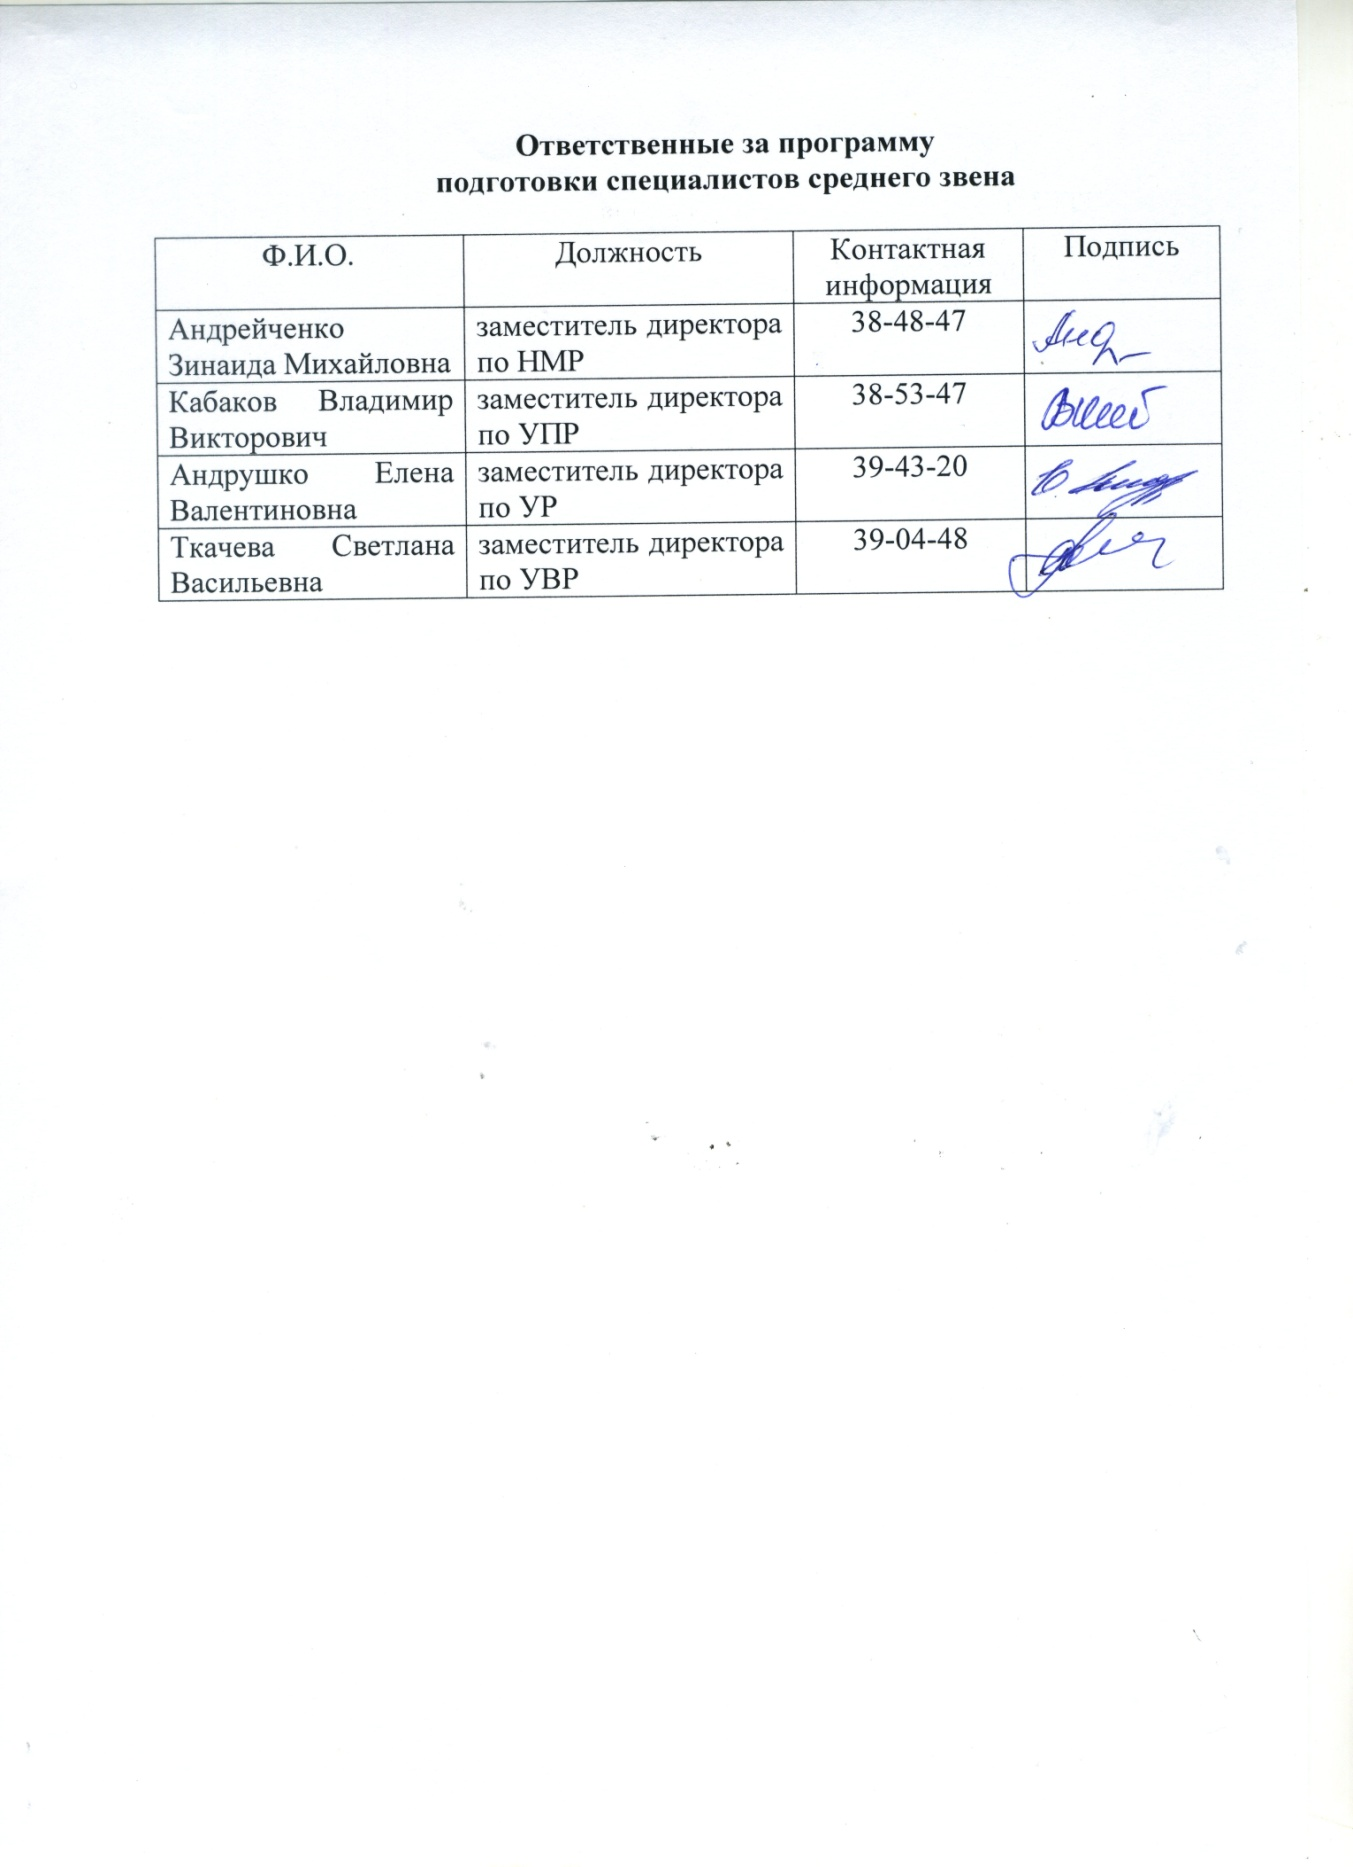 Ответственные за программу
подготовки специалистов среднего звена
Ф.И.О.
Должность
Контактная
информация
Подпись
Андрейченко
Зинаида Михайловна
заместитель директора
по НМР
38-48-47
Кабаков Владимир
Викторович
заместитель директора
по УПР
38-53-47
Андрушко Елена
Валентиновна
заместитель директора
по УР
39-43-20
Ткачева Светлана
Васильевна
заместитель директора
по УВР
39-04-48